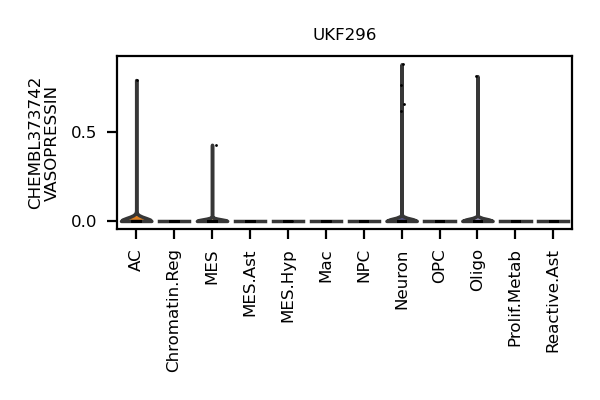 UKF296
CHEMBL373742
VASOPRESSIN
0.5
0.0
AC
Chromatin.Reg
MES
MES.Ast
MES.Hyp
Mac
NPC
Neuron
OPC
Oligo
Prolif.Metab
Reactive.Ast